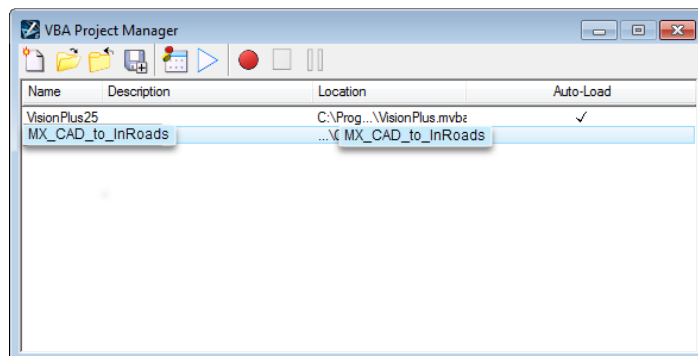 VBA Project Manager
Name Description Location Auto-Load
VisionPlus25 C:\Prog...\VisionPlus.mvba
MX_CAD_to_InRoads ...\ MX_CAD_to_InRoads